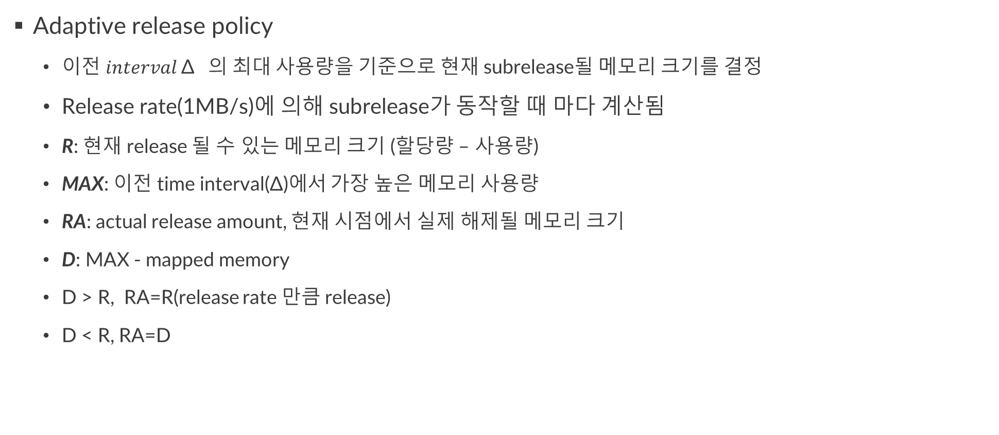 ▪ Adaptive release policy
• 이전 interval Δ 의 최대 사용량을 기준으로 현재 subrelease될 메모리 크기를 결정
• Release rate(1MB/s)에 의해 subrelease가 동작할 때 마다 계산됨
• R: 현재 release 될 수 있는 메모리 크기 (할당량 – 사용량)
• MAX: 이전 time interval(Δ)에서 가장 높은 메모리 사용량
• RA: actual release amount, 현재 시점에서 실제 해제될 메모리 크기
• D: MAX - mapped memory
• D > R, RA=R(release rate 만큼 release)
• D < R, RA=D